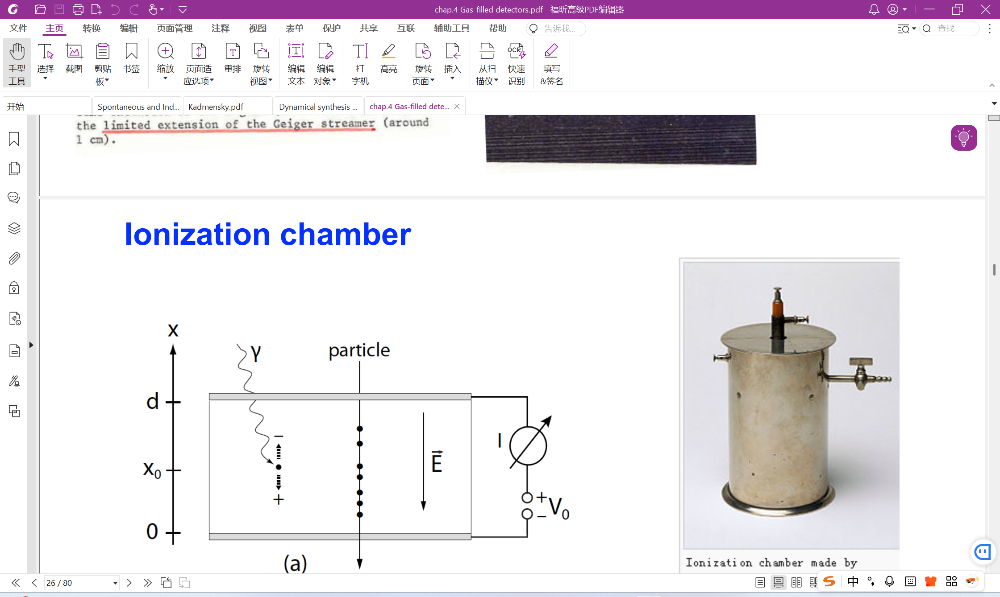 chap.4 Gas-filled detectors.pdf - 福昕高级PDF编辑器
文件 主页 转换 编辑 页面管理 注释 视图 表单 保护 共享 互联 辅助工具 帮助 告诉我... 查找
手型工具 选择 截图 剪贴板 书签 缩放 页面适应选项 重排 旋转视图 编辑文本 编辑对象 打字机 高亮 旋转页面 插入 从扫描仪 快速识别 填写&签名
开始 Spontaneous and Ind... Kadmensky.pdf Dynamical synthesis ... chap.4 Gas-filled dete...
the limited extension of the Geiger streamer (around
1 cm).
Ionization chamber
x
γ
particle
d
−
I
E
x0
+
+
V0
−
0
(a)
Ionization chamber made by
26 / 80
中